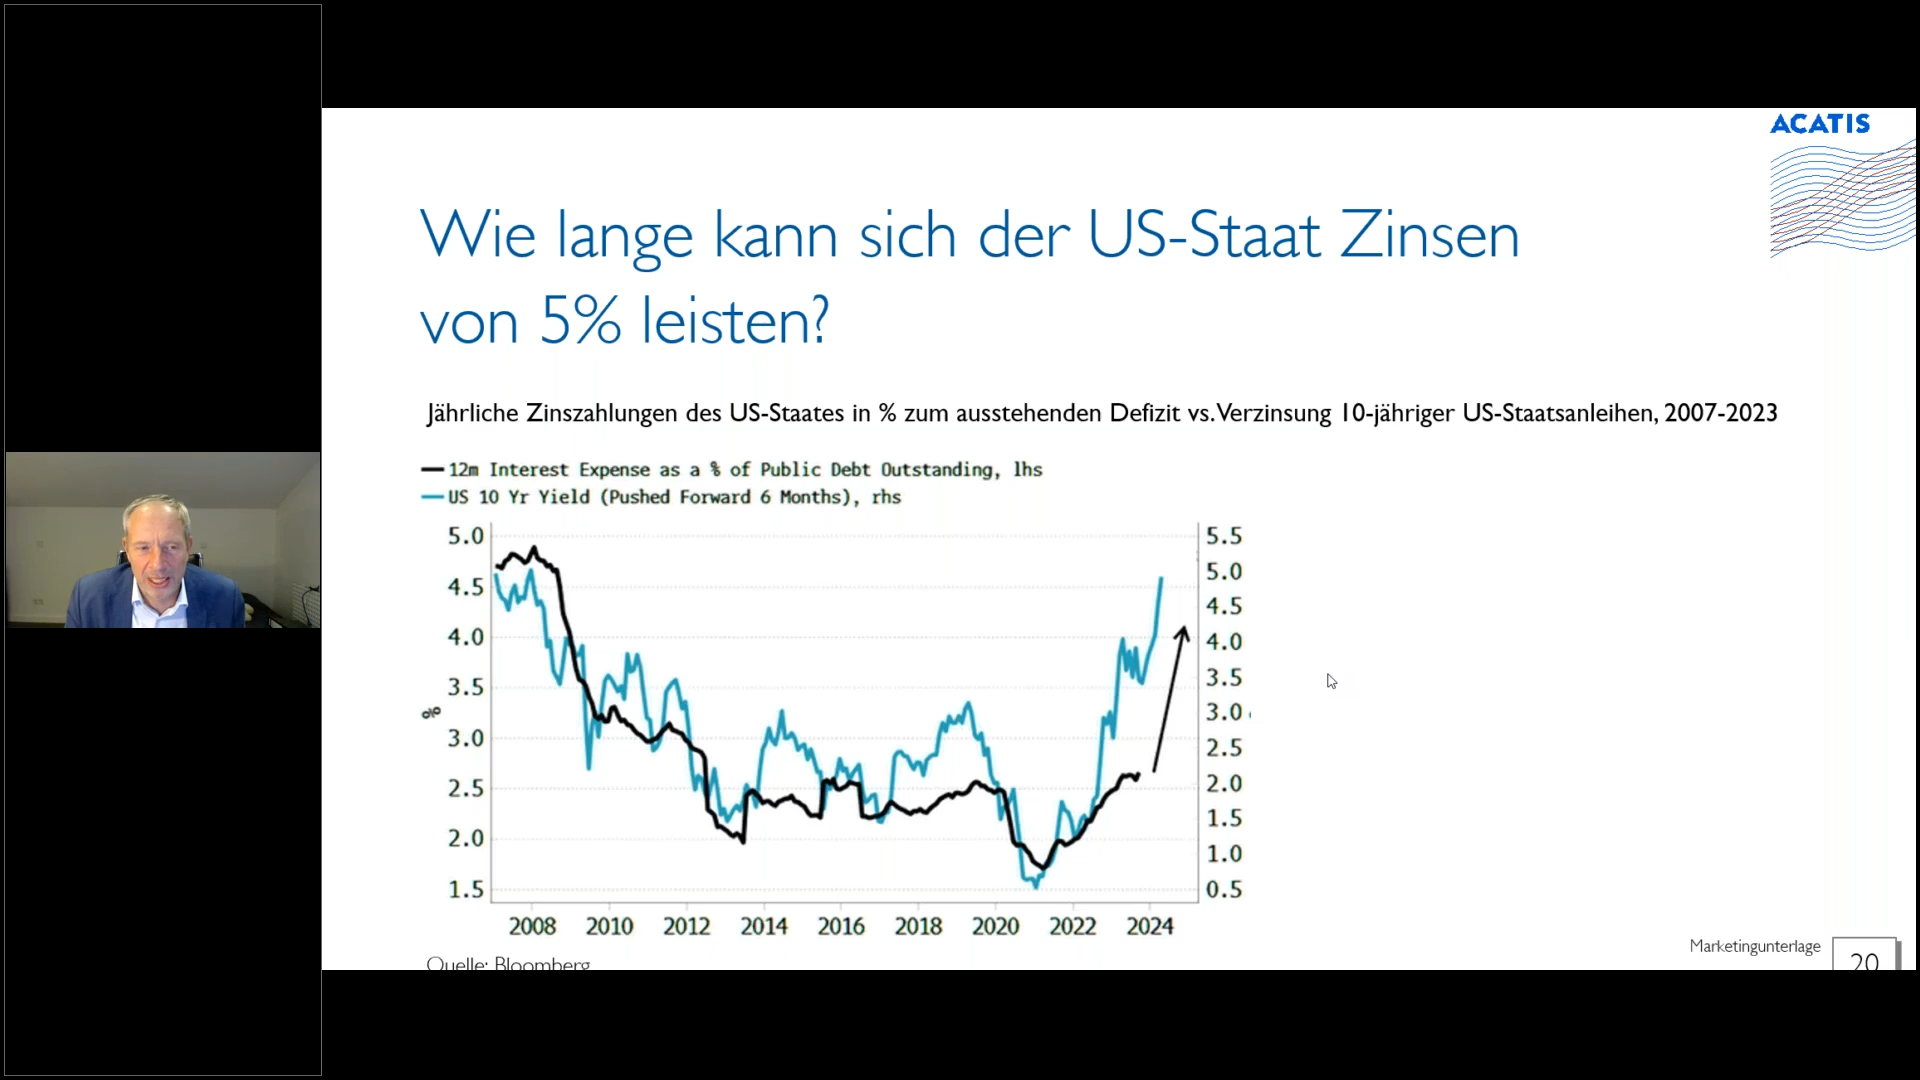 ACATIS
Wie lange kann sich der US-Staat Zinsen
von 5% leisten?
Jährliche Zinszahlungen des US-Staates in % zum ausstehenden Defizit vs. Verzinsung 10-jähriger US-Staatsanleihen, 2007-2023
12m Interest Expense as a % of Public Debt Outstanding, lhs
US 10 Yr Yield (Pushed Forward 6 Months), rhs
5.0 5.5
5.0
4.5 4.5
4.0 4.0
3.5 3.5
% 3.0
3.0 2.5
2.5 2.0
1.5
2.0 1.0
1.5 0.5
2008 2010 2012 2014 2016 2018 2020 2022 2024
Marketingunterlage
Quelle: Bloomberg
20